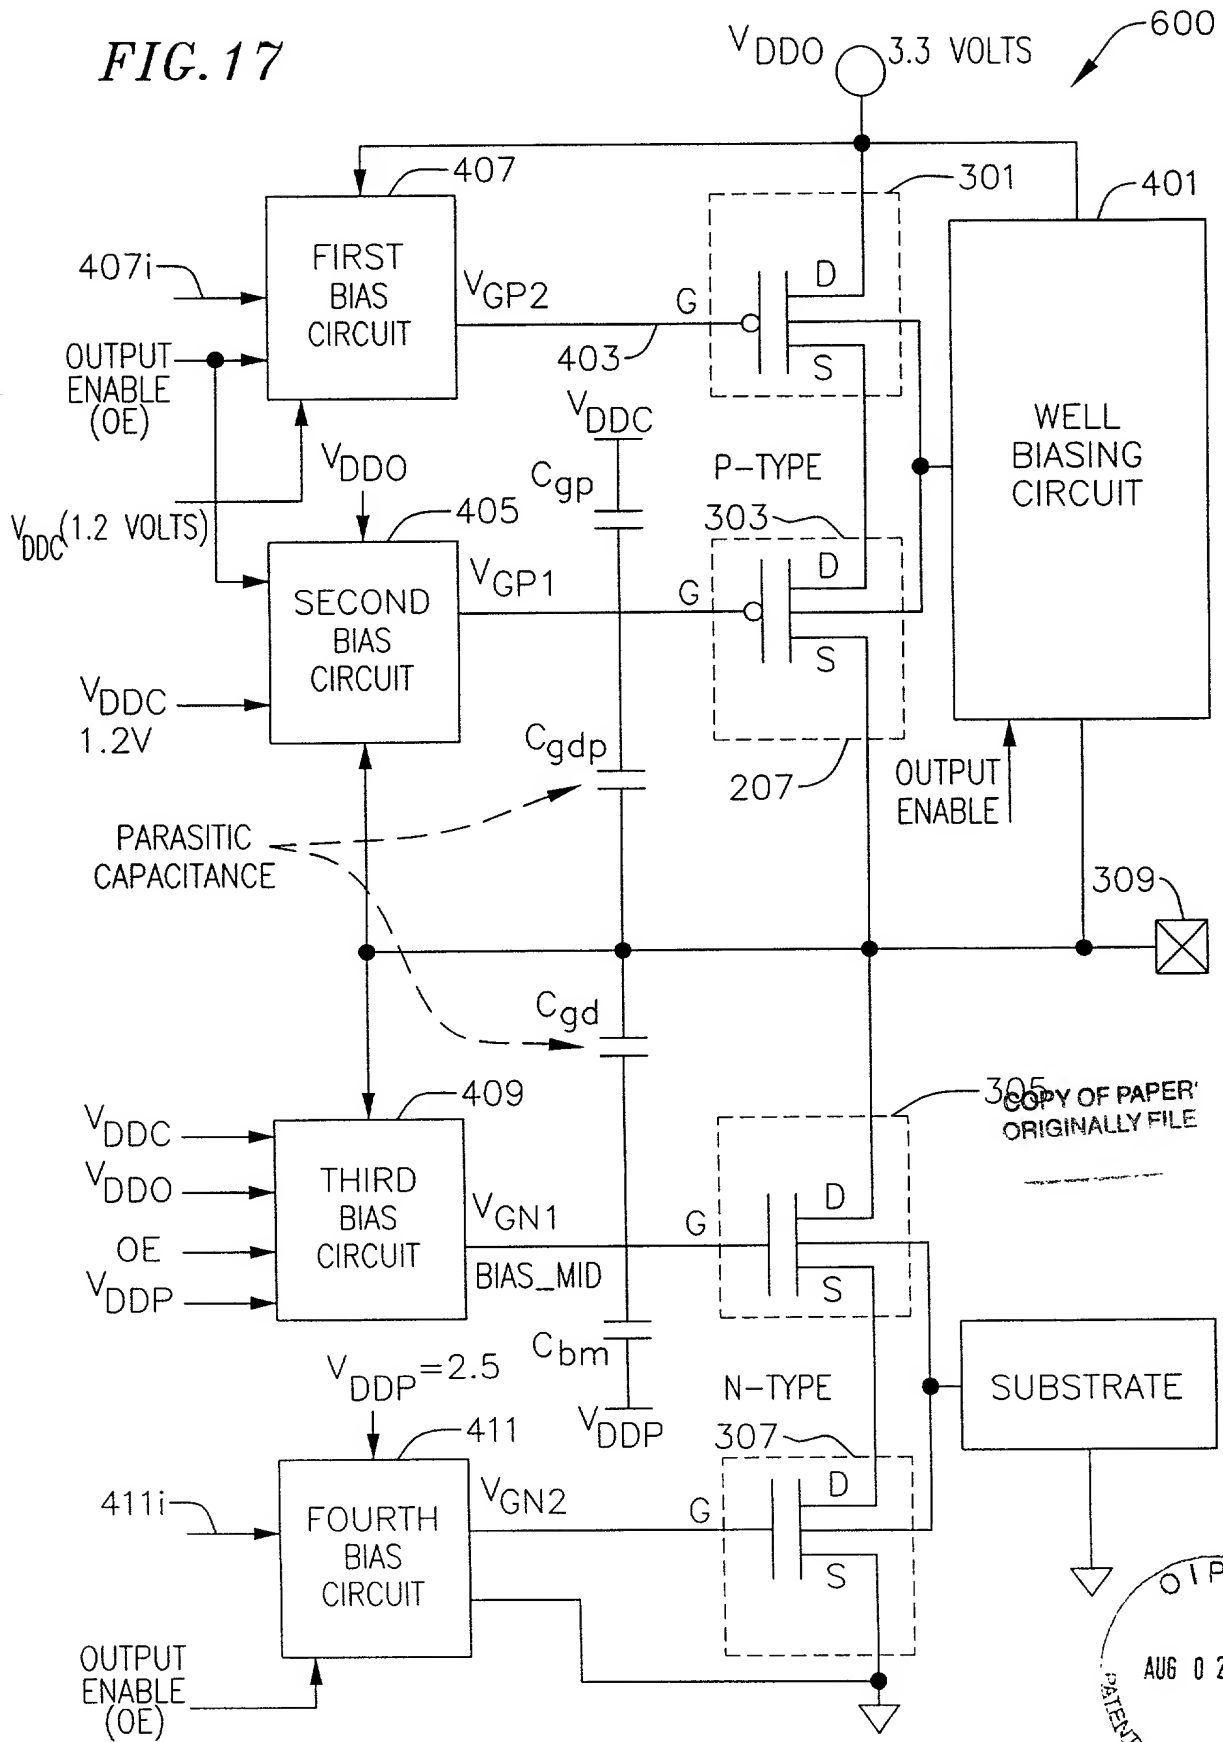 FIG.17
VDDO 3.3 VOLTS
600
407
301
401
407i
FIRST
BIAS
CIRCUIT
VGP2
G
D
S
403
OUTPUT
ENABLE
(OE)
VDDC (1.2 VOLTS)
VDDO
VDDC
Cgp
P-TYPE
WELL
BIASING
CIRCUIT
405
303
SECOND
BIAS
CIRCUIT
VGP1
G
D
S
VDDC
1.2V
Cgdp
207
OUTPUT
ENABLE
PARASITIC
CAPACITANCE
309
Cgd
409
305
COPY OF PAPER
ORIGINALLY FILE
VDDC
VDDO
OE
VDDP
THIRD
BIAS
CIRCUIT
VGN1
BIAS_MID
G
D
S
Cbm
VDDP
VDDP=2.5
N-TYPE
SUBSTRATE
411
307
411i
FOURTH
BIAS
CIRCUIT
VGN2
G
D
S
OUTPUT
ENABLE
(OE)
OIP
AUG 02
PATENT